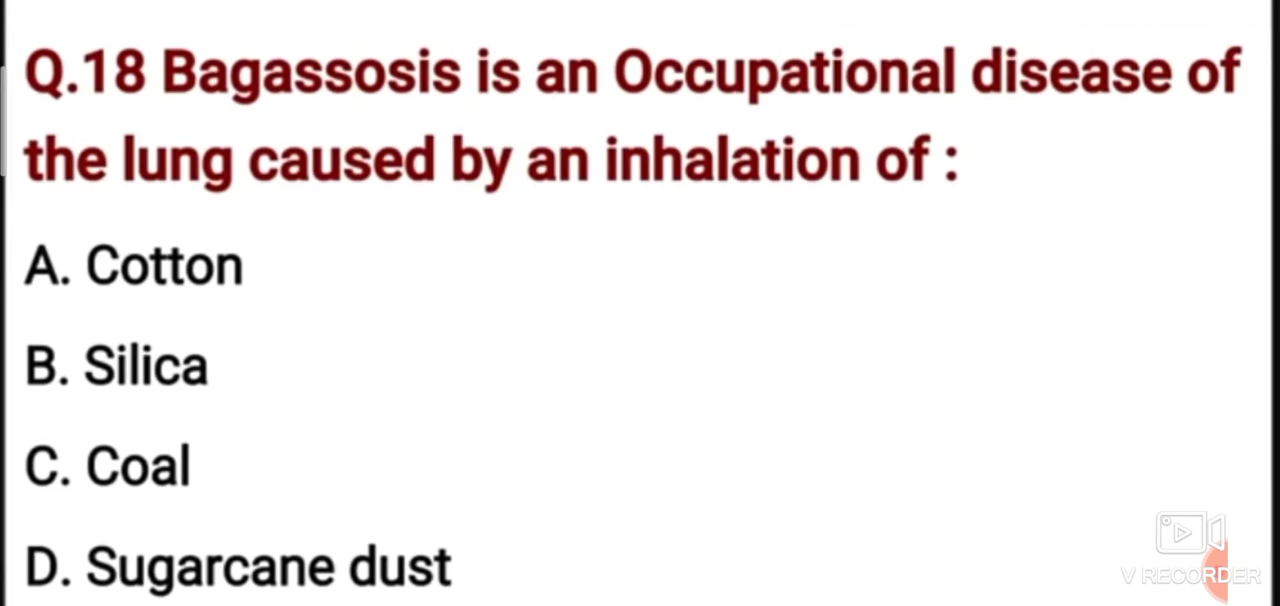 Q.18 Bagassosis is an Occupational disease of
the lung caused by an inhalation of :
A. Cotton
B. Silica
C. Coal
D. Sugarcane dust
V RECORDER